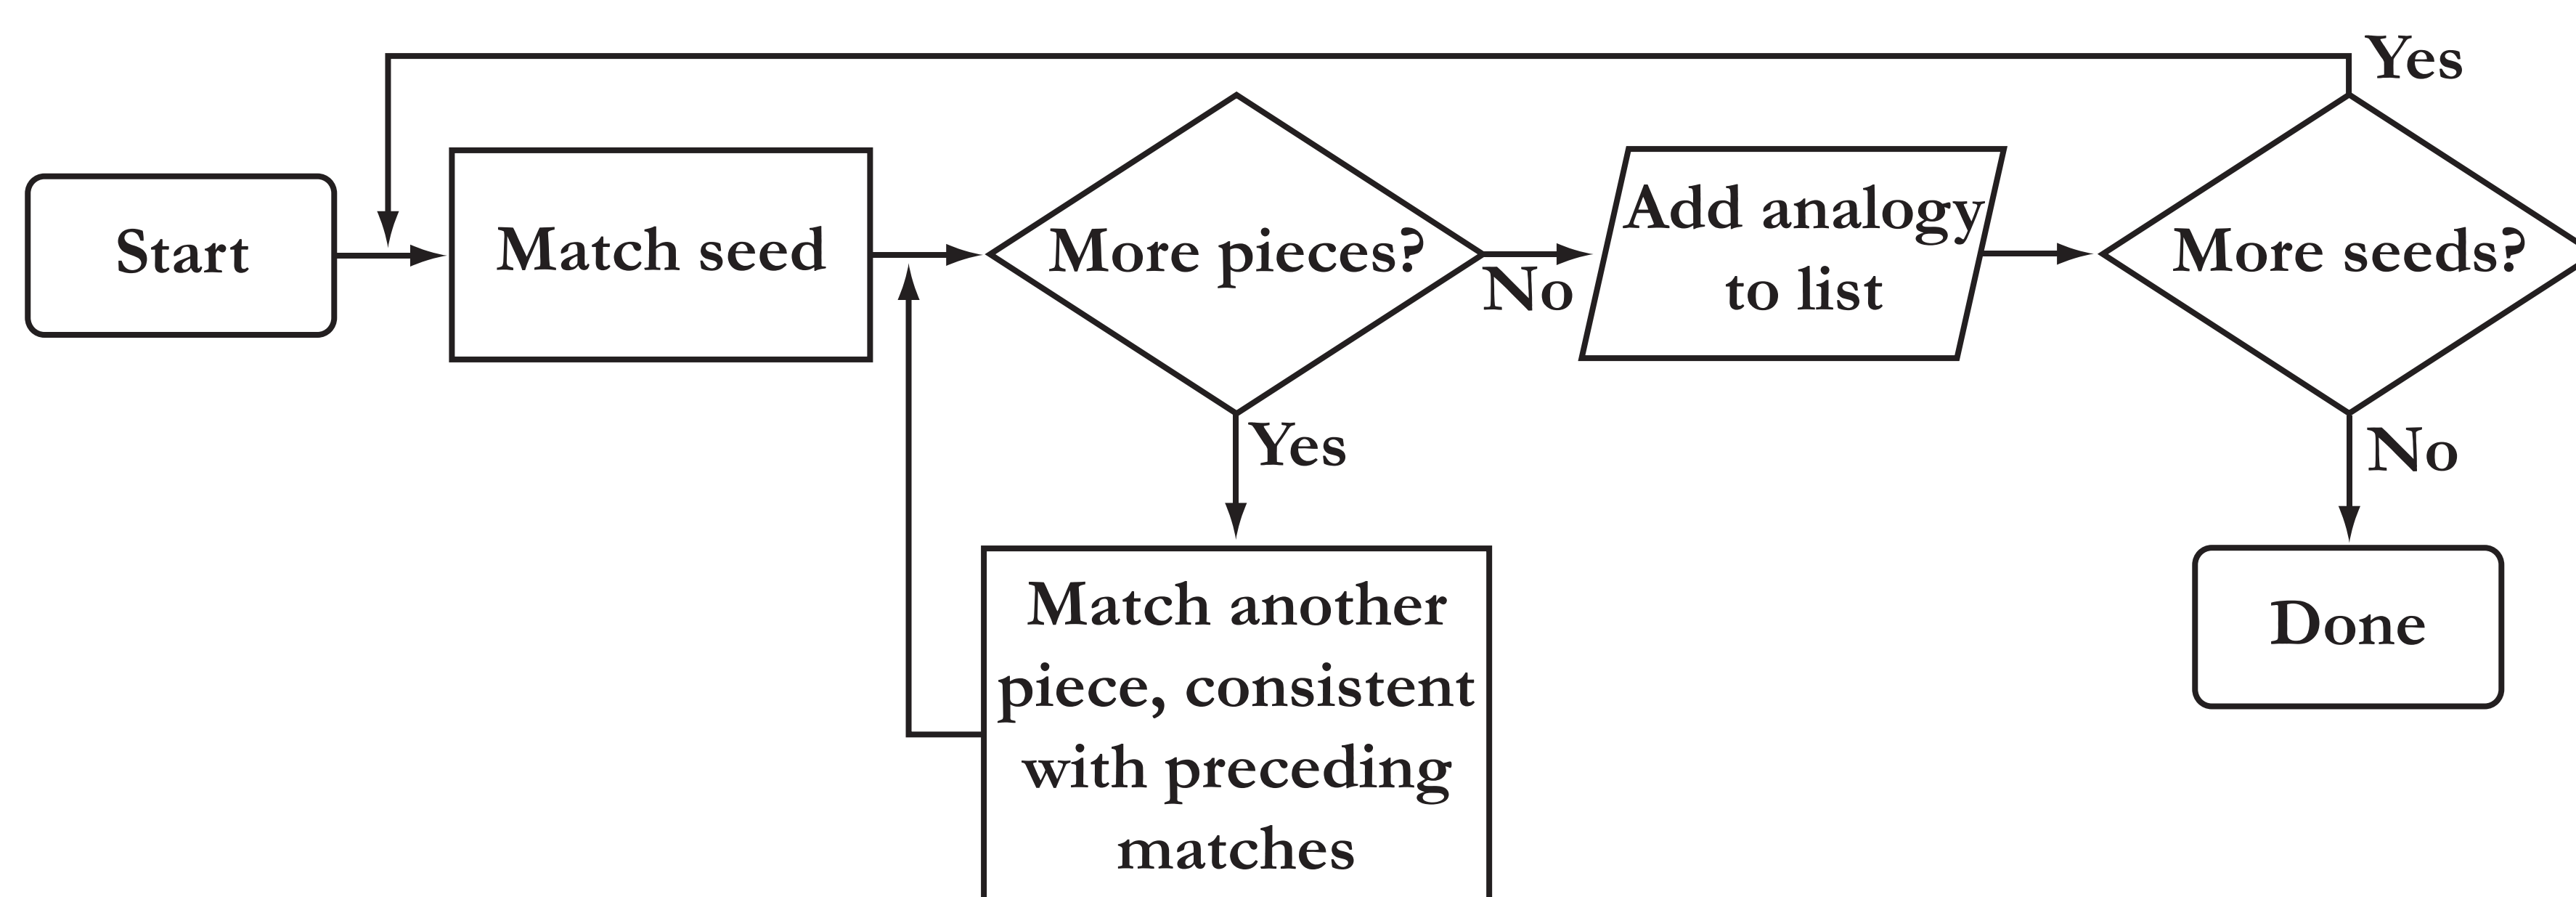 Yes
Start
Match seed
More pieces?
No
Add analogy
to list
More seeds?
Yes
No
Match another
piece, consistent
with preceding
matches
Done